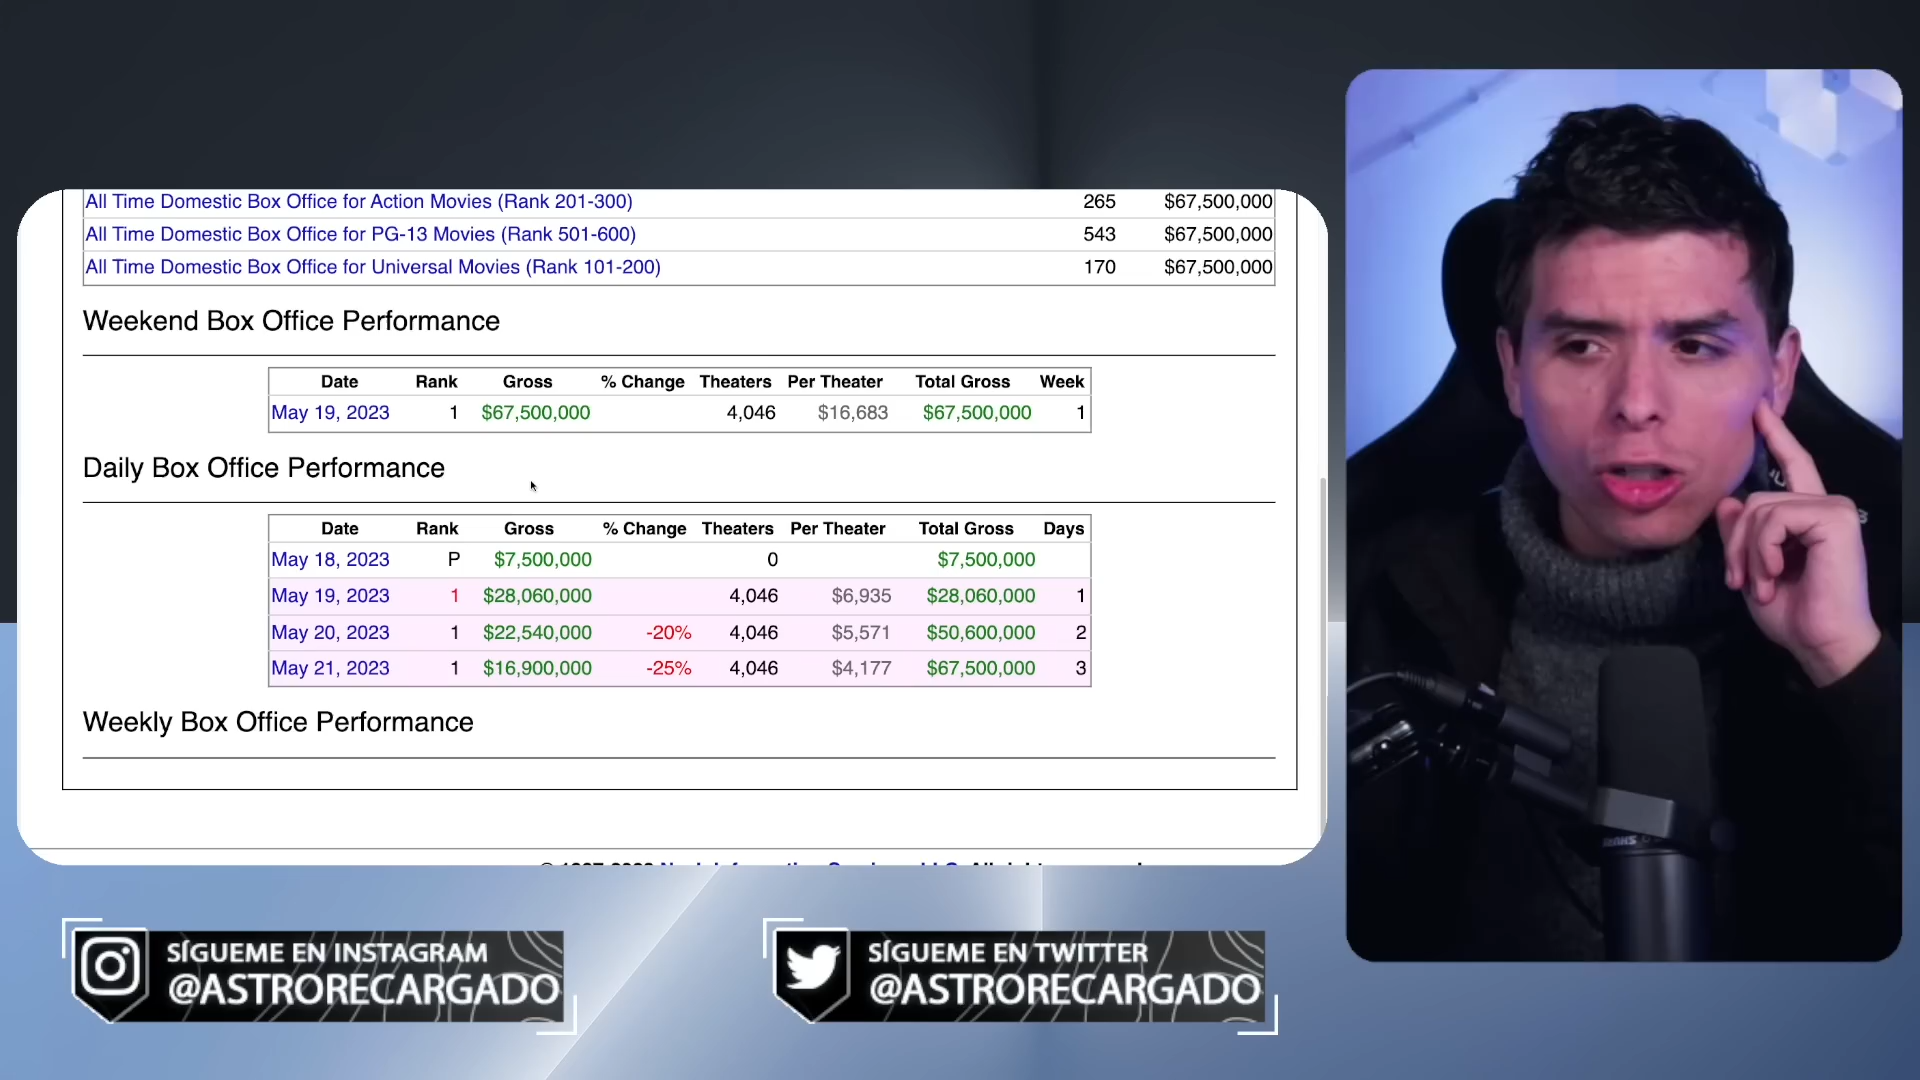 All Time Domestic Box Office for Action Movies (Rank 201-300) 265 $67,500,000
All Time Domestic Box Office for PG-13 Movies (Rank 501-600) 543 $67,500,000
All Time Domestic Box Office for Universal Movies (Rank 101-200) 170 $67,500,000
Weekend Box Office Performance
Date Rank Gross % Change Theaters Per Theater Total Gross Week
May 19, 2023 1 $67,500,000 4,046 $16,683 $67,500,000 1
Daily Box Office Performance
Date Rank Gross % Change Theaters Per Theater Total Gross Days
May 18, 2023 P $7,500,000 0 $7,500,000
May 19, 2023 1 $28,060,000 4,046 $6,935 $28,060,000 1
May 20, 2023 1 $22,540,000 -20% 4,046 $5,571 $50,600,000 2
May 21, 2023 1 $16,900,000 -25% 4,046 $4,177 $67,500,000 3
Weekly Box Office Performance
SÍGUEME EN INSTAGRAM
@ASTRORECARGADO
SÍGUEME EN TWITTER
@ASTRORECARGADO